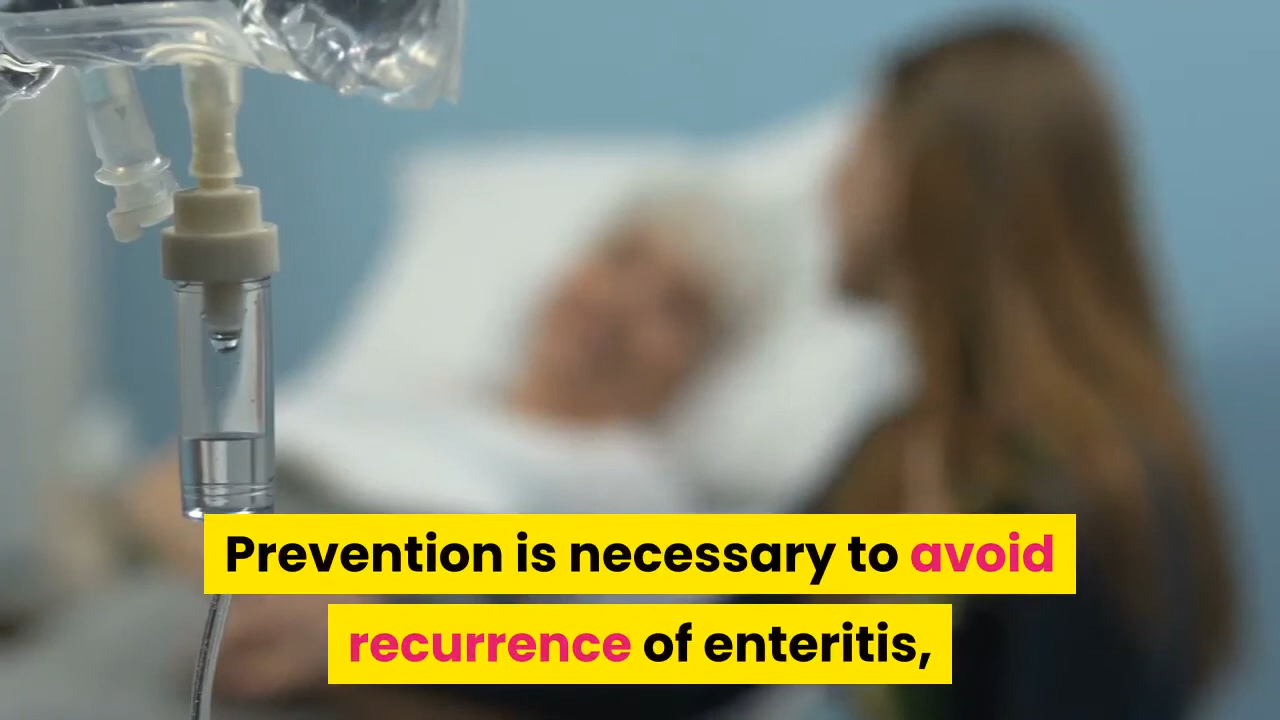 Prevention is necessary to avoid
recurrence of enteritis,